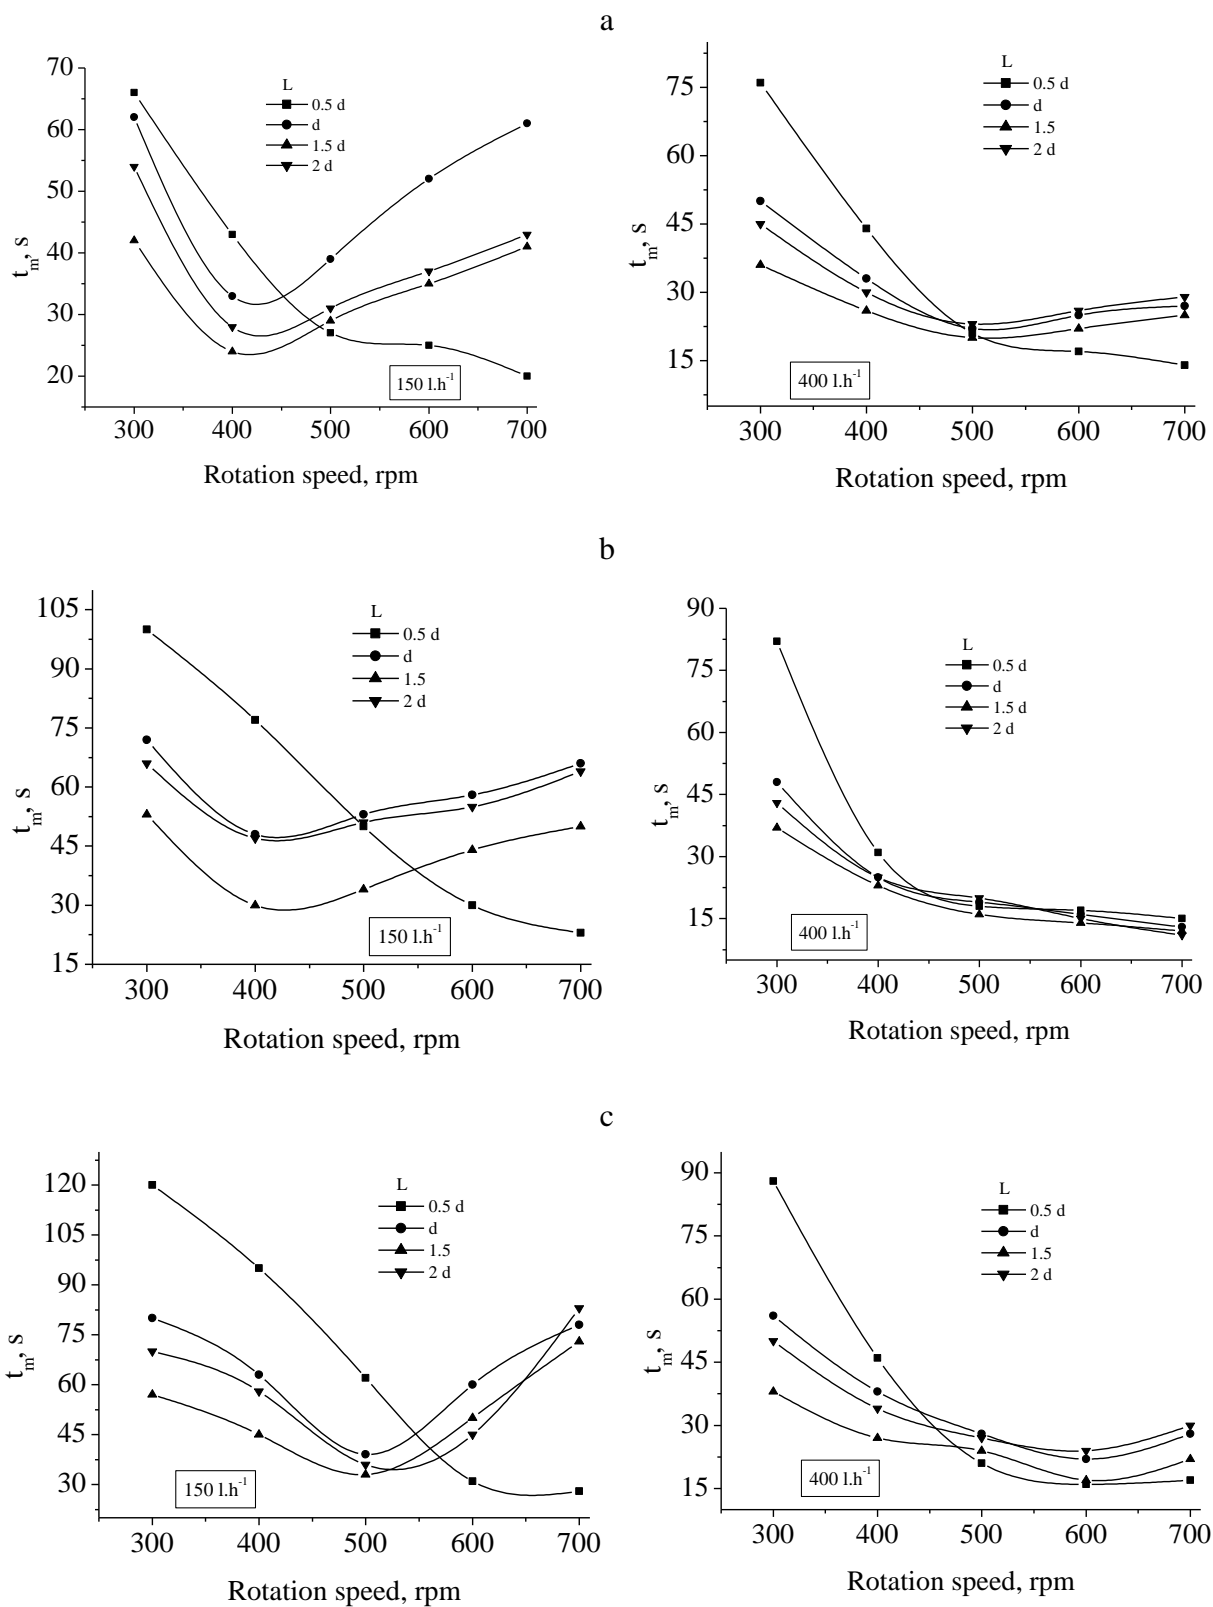 a
70
60
50
40
30
20
t_m, s
L
0.5 d
d
1.5 d
2 d
150 l.h⁻¹
300 400 500 600 700
Rotation speed, rpm
75
60
45
30
15
t_m, s
L
0.5 d
d
1.5
2 d
400 l.h⁻¹
300 400 500 600 700
Rotation speed, rpm
b
105
90
75
60
45
30
15
t_m, s
L
0.5 d
d
1.5
2 d
150 l.h⁻¹
300 400 500 600 700
Rotation speed, rpm
90
75
60
45
30
15
t_m, s
L
0.5 d
d
1.5 d
2 d
400 l.h⁻¹
300 400 500 600 700
Rotation speed, rpm
c
120
105
90
75
60
45
30
t_m, s
L
0.5 d
d
1.5
2 d
150 l.h⁻¹
300 400 500 600 700
Rotation speed, rpm
90
75
60
45
30
15
t_m, s
L
0.5 d
d
1.5
2 d
400 l.h⁻¹
300 400 500 600 700
Rotation speed, rpm